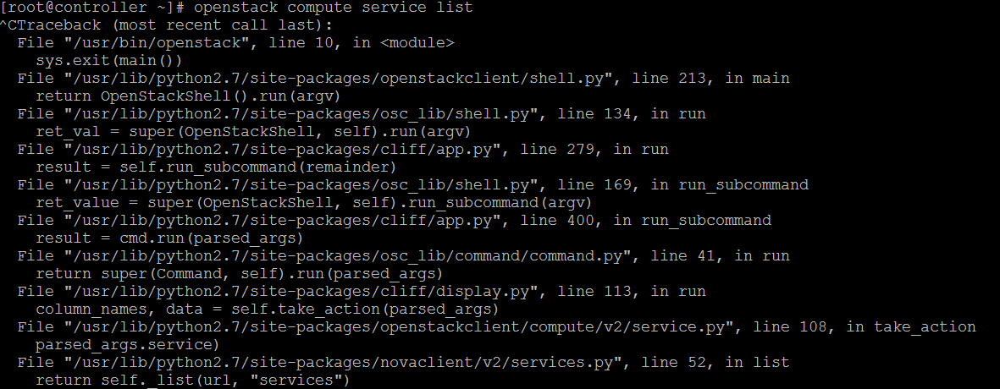 [root@controller ~]# openstack compute service list
^CTraceback (most recent call last):
  File "/usr/bin/openstack", line 10, in <module>
    sys.exit(main())
  File "/usr/lib/python2.7/site-packages/openstackclient/shell.py", line 213, in main
    return OpenStackShell().run(argv)
  File "/usr/lib/python2.7/site-packages/osc_lib/shell.py", line 134, in run
    ret_val = super(OpenStackShell, self).run(argv)
  File "/usr/lib/python2.7/site-packages/cliff/app.py", line 279, in run
    result = self.run_subcommand(remainder)
  File "/usr/lib/python2.7/site-packages/osc_lib/shell.py", line 169, in run_subcommand
    ret_value = super(OpenStackShell, self).run_subcommand(argv)
  File "/usr/lib/python2.7/site-packages/cliff/app.py", line 400, in run_subcommand
    result = cmd.run(parsed_args)
  File "/usr/lib/python2.7/site-packages/osc_lib/command/command.py", line 41, in run
    return super(Command, self).run(parsed_args)
  File "/usr/lib/python2.7/site-packages/cliff/display.py", line 113, in run
    column_names, data = self.take_action(parsed_args)
  File "/usr/lib/python2.7/site-packages/openstackclient/compute/v2/service.py", line 108, in take_action
    parsed_args.service)
  File "/usr/lib/python2.7/site-packages/novaclient/v2/services.py", line 52, in list
    return self._list(url, "services")